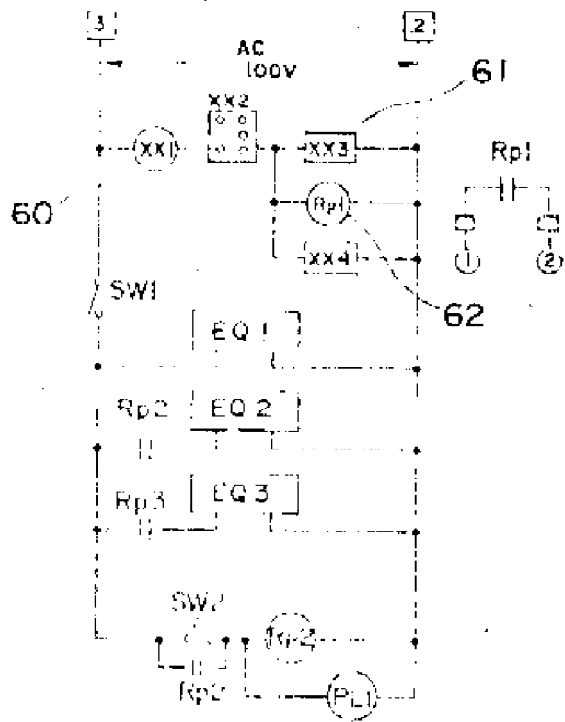 3
2
AC
100V
61
XX2
XX1
XX3
Rp1
60
Rp1
1
2
XX4
SW1
62
EQ 1
Rp2
EQ 2
Rp3
EQ 3
SW2
Rp2
Rp2
PL1